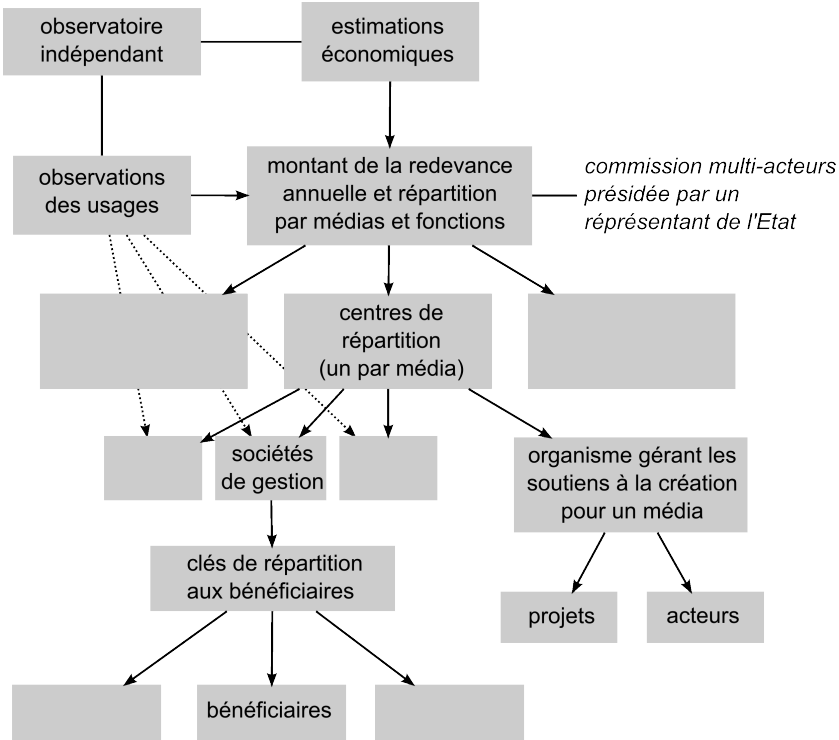 observatoire
indépendant
estimations
économiques
observations
des usages
montant de la redevance
annuelle et répartition
par médias et fonctions
commission multi-acteurs
présidée par un
réprésentant de l'Etat
centres de
répartition
(un par média)
sociétés
de gestion
organisme gérant les
soutiens à la création
pour un média
clés de répartition
aux bénéficiaires
projets
acteurs
bénéficiaires